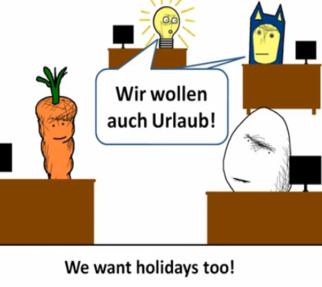 Wir wollen
auch Urlaub!
We want holidays too!